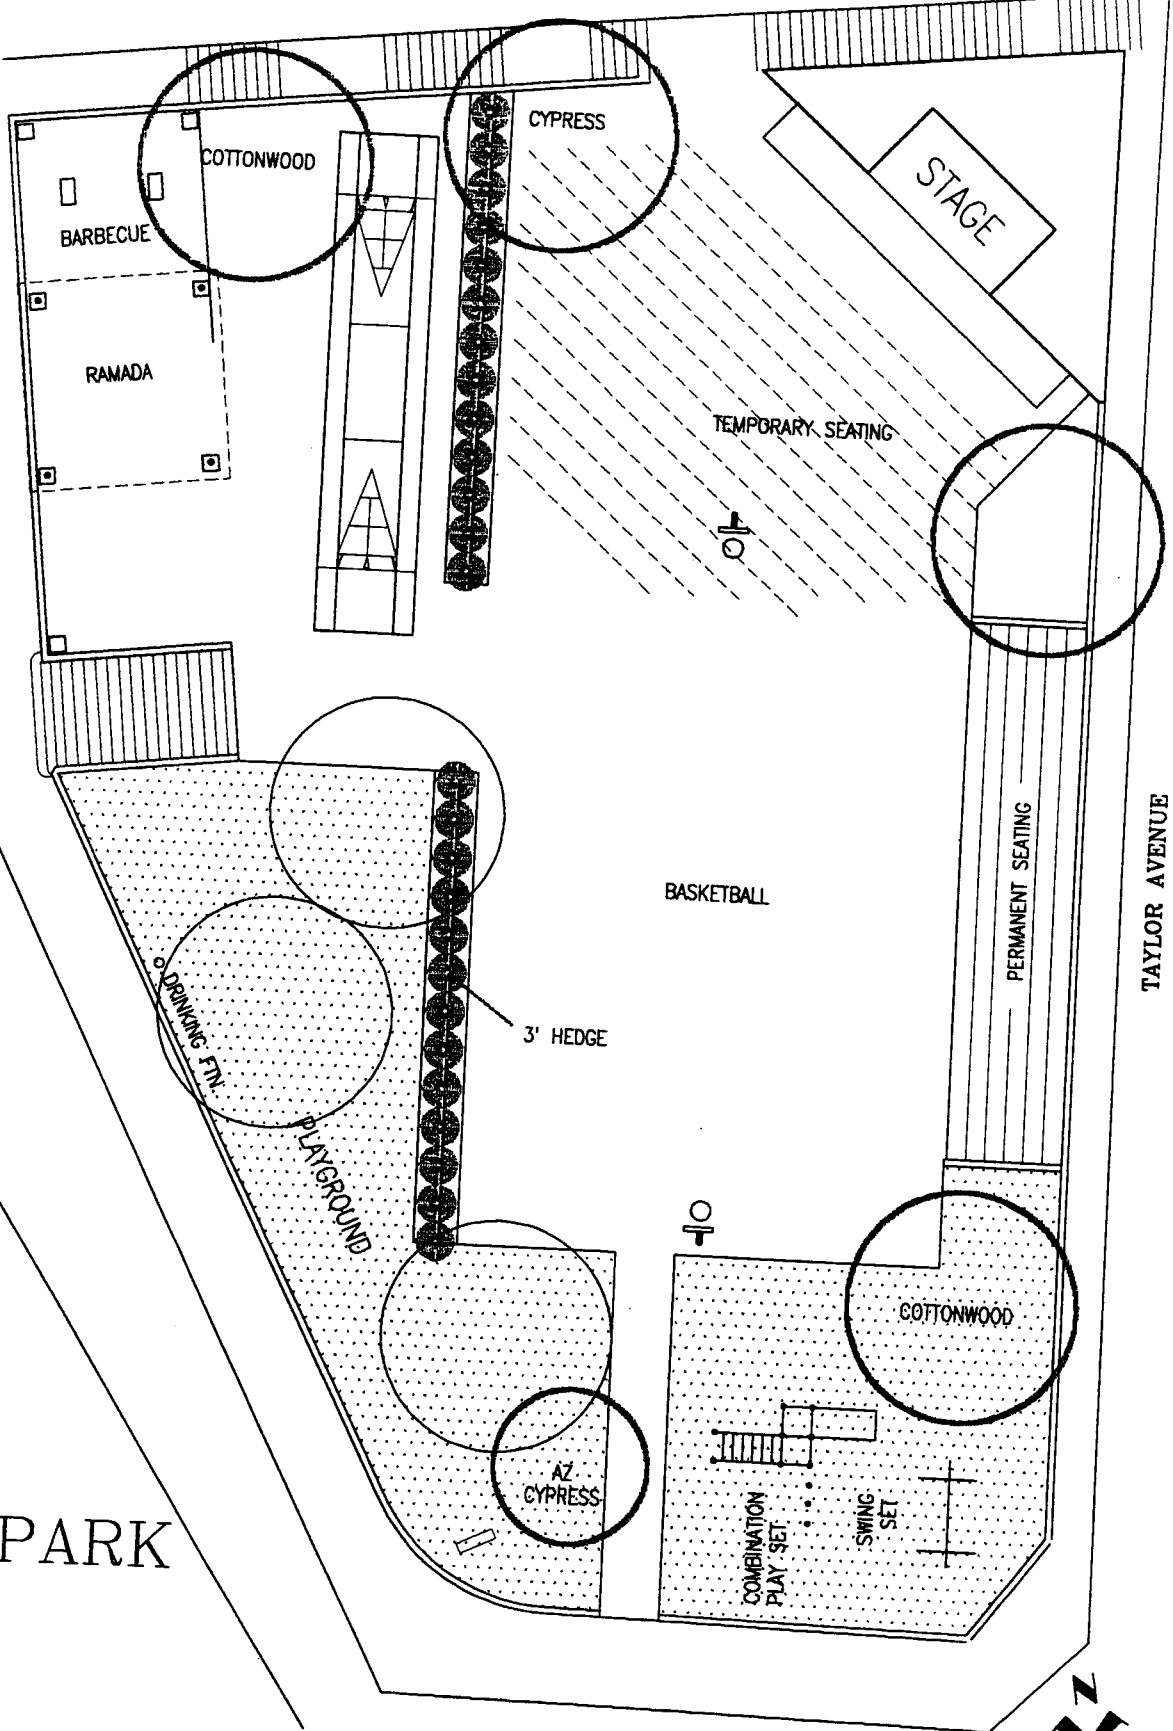 CYPRESS
COTTONWOOD
STAGE
BARBECUE
RAMADA
TEMPORARY SEATING
PERMANENT SEATING
TAYLOR AVENUE
BASKETBALL
DRINKING FTN.
3' HEDGE
PLAYGROUND
COTTONWOOD
AZ
CYPRESS
COMBINATION
PLAY SET
SWING
SET
PARK
N